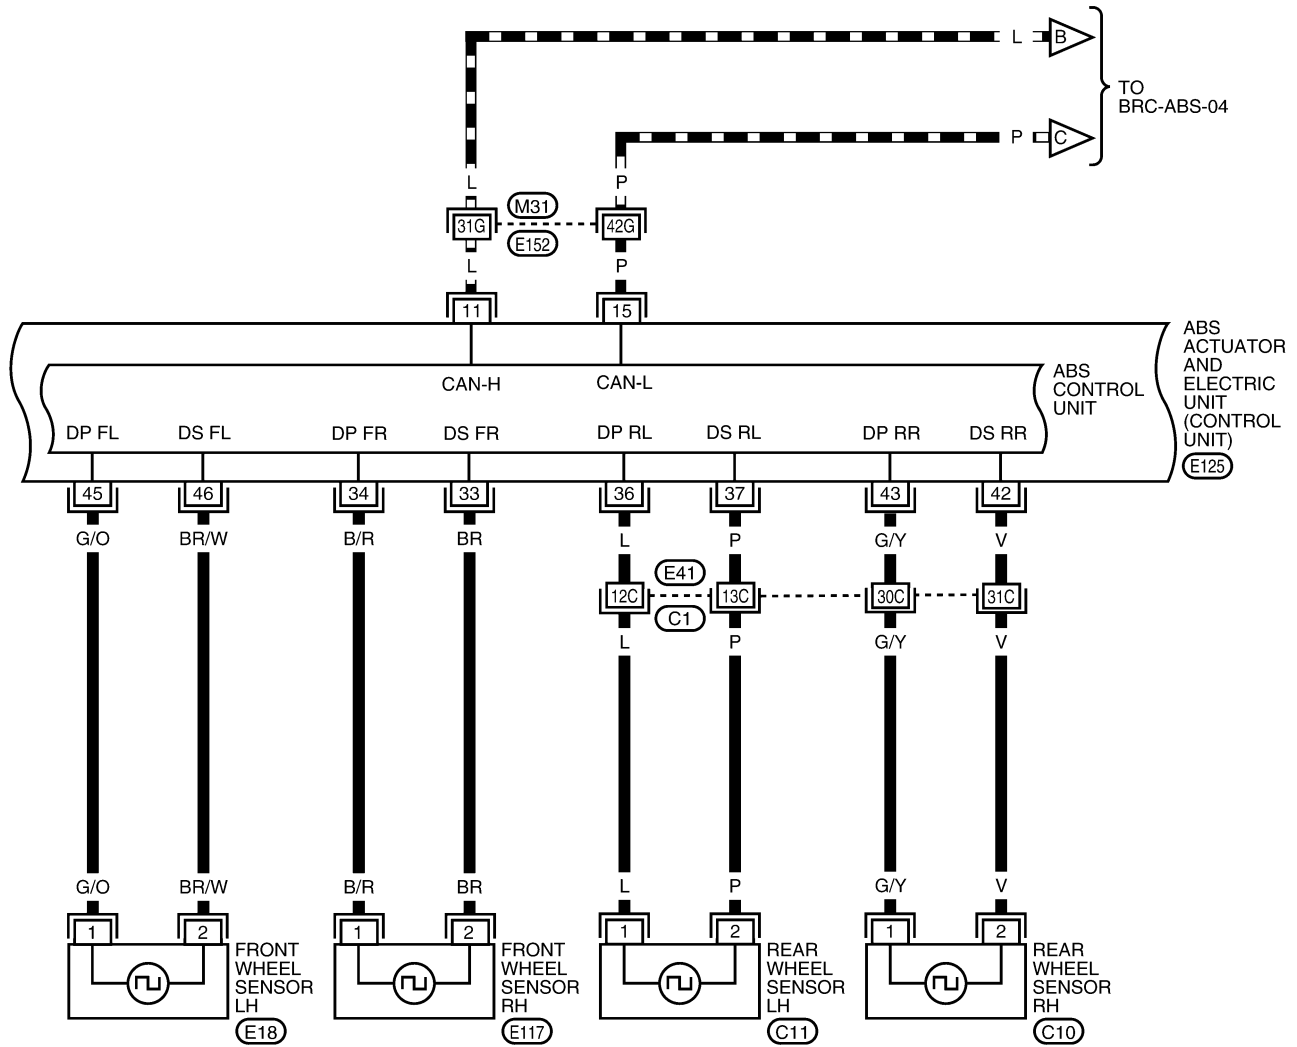 L B
TO
BRC-ABS-04
P C
L P
31G M31 42G
E152
L P
11 15
ABS
ACTUATOR
AND
ELECTRIC
UNIT
(CONTROL
UNIT)
E125
CAN-H CAN-L
ABS
CONTROL
UNIT
DP FL DS FL DP FR DS FR DP RL DS RL DP RR DS RR
45 46 34 33 36 37 43 42
G/O BR/W B/R BR L P G/Y V
E41
12C 13C 30C 31C
C1
L P G/Y V
G/O BR/W B/R BR L P G/Y V
1 2 1 2 1 2 1 2
FRONT
WHEEL
SENSOR
LH
E18
FRONT
WHEEL
SENSOR
RH
E117
REAR
WHEEL
SENSOR
LH
C11
REAR
WHEEL
SENSOR
RH
C10